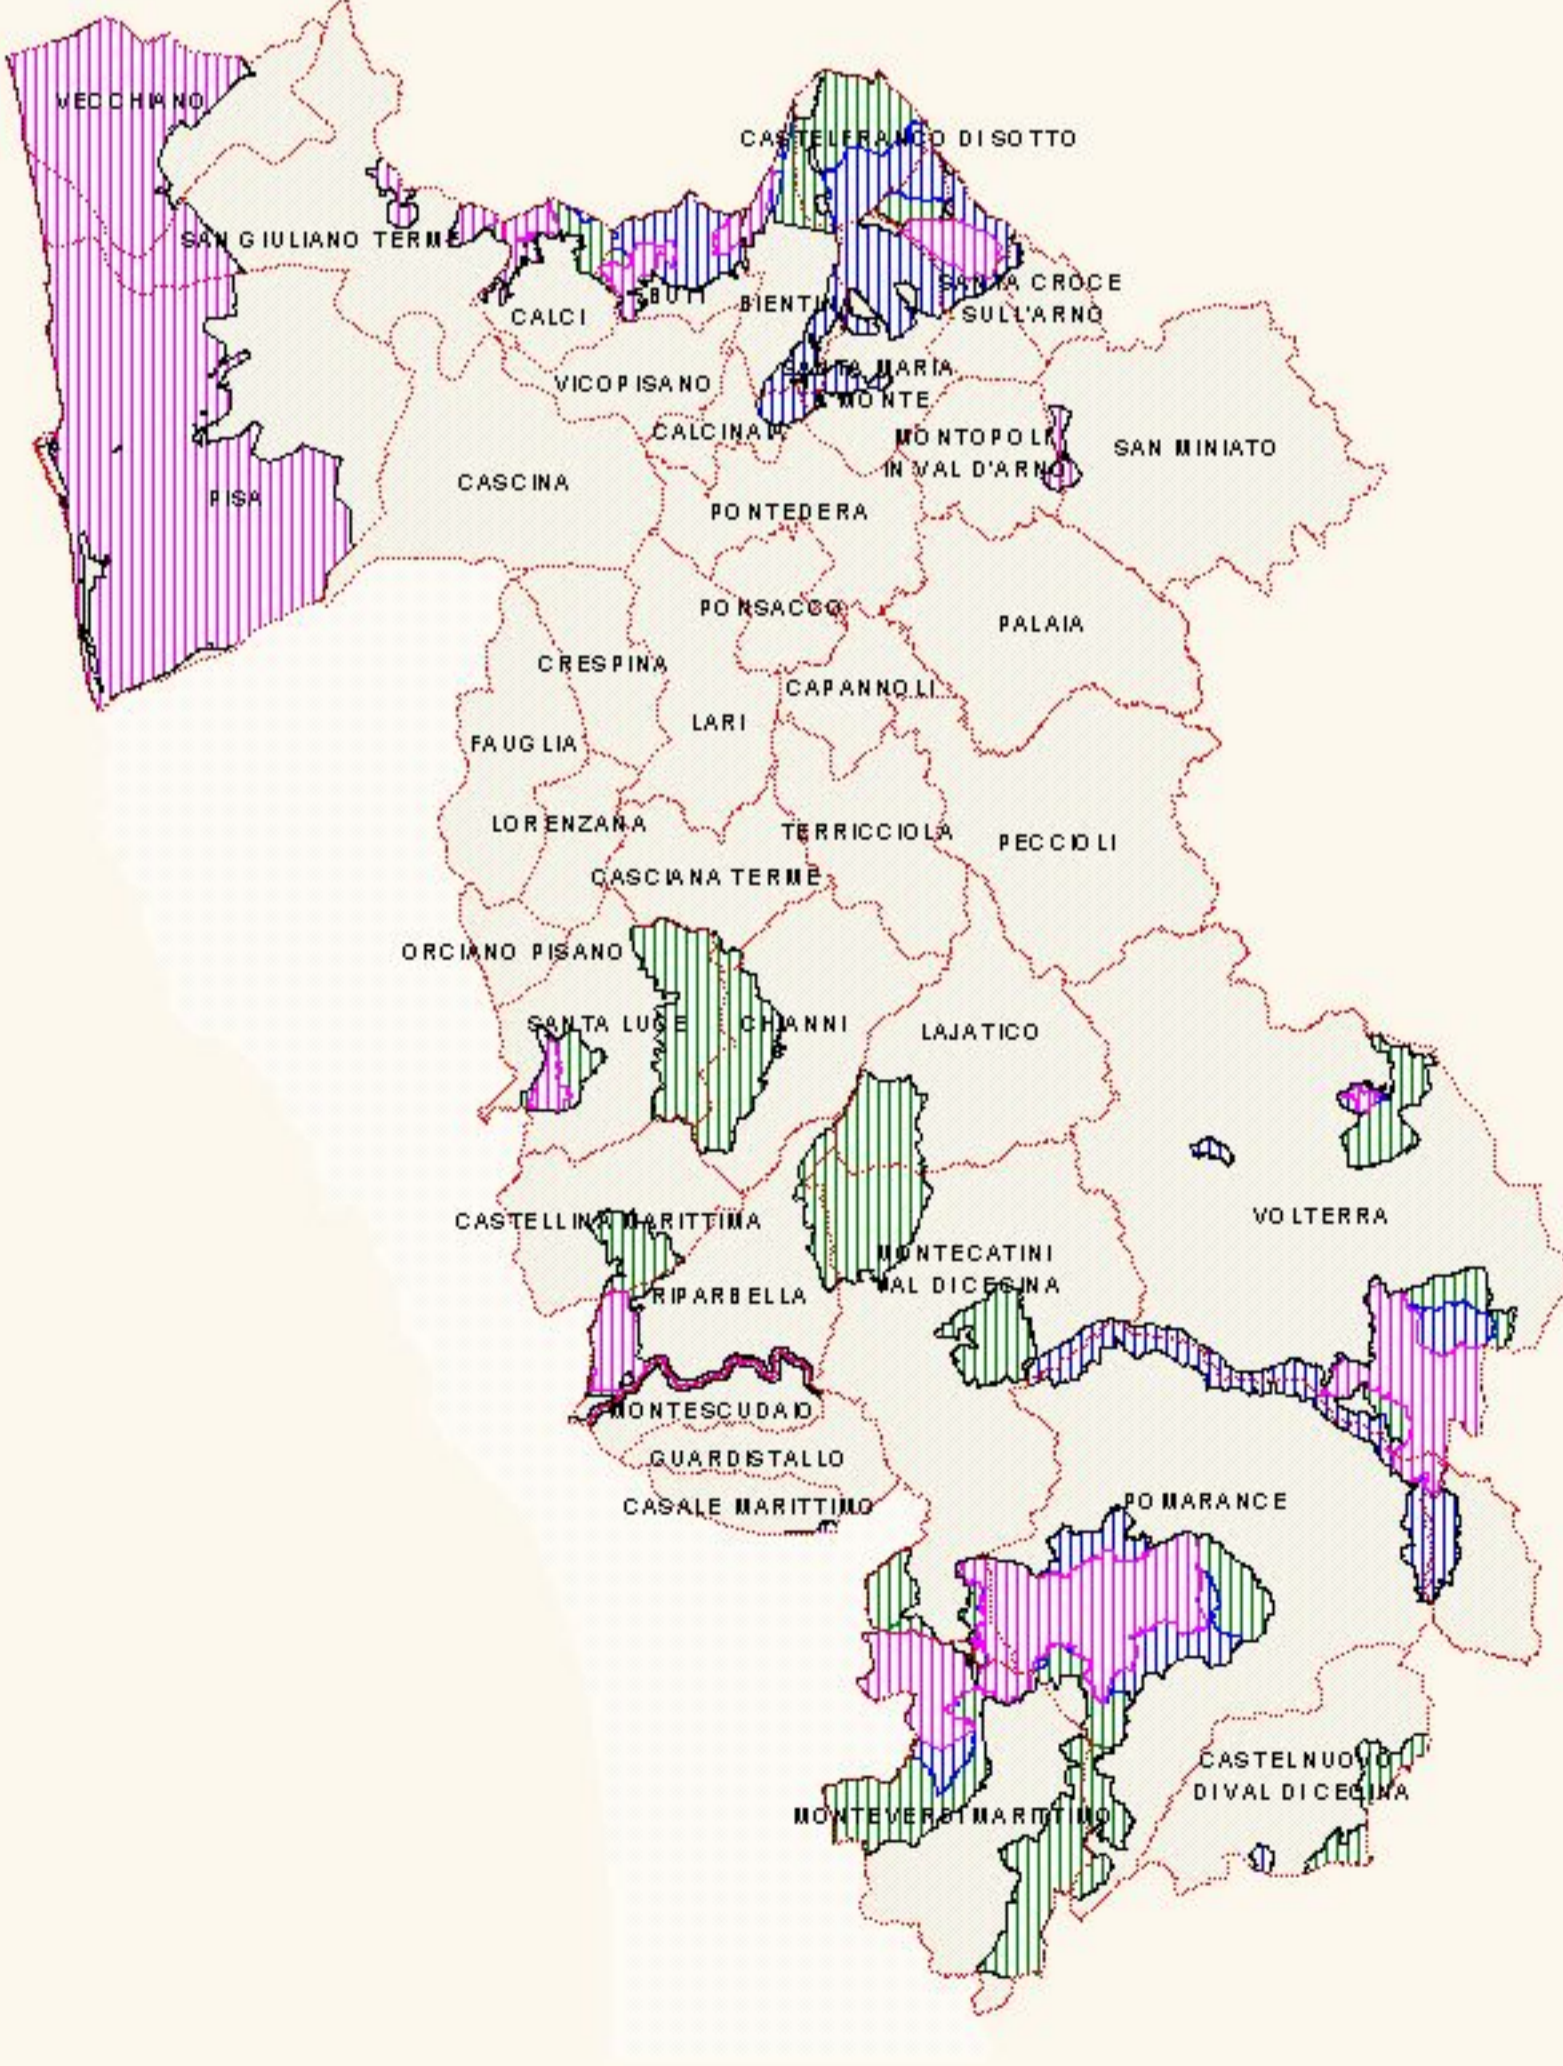 VECCHIANO
CASTELFRANCO DI SOTTO
SAN GIULIANO TERME
SANTA CROCE
SULL'ARNO
CALCI
BUTI
BIENTINA
SANTA MARIA
A MONTE
VICOPISANO
CALCINAIA
MONTOPOLI
IN VAL D'ARNO
SAN MINIATO
CASCINA
PISA
PONTEDERA
PONSACCO
PALAIA
CRESPINA
CAPANNOLI
LARI
FAUGLIA
LORENZANA
TERRICCIOLA
PECCIOLI
CASCIANA TERME
ORCIANO PISANO
SANTA LUCE
CHIANNI
LAJATICO
VOLTERRA
CASTELLINA MARITTIMA
MONTECATINI
VAL DI CECINA
RIPARBELLA
MONTESCUDAIO
GUARDISTALLO
CASALE MARITTIMO
POMARANCE
CASTELNUOVO
DI VAL DI CECINA
MONTEVERDI MARITTIMO